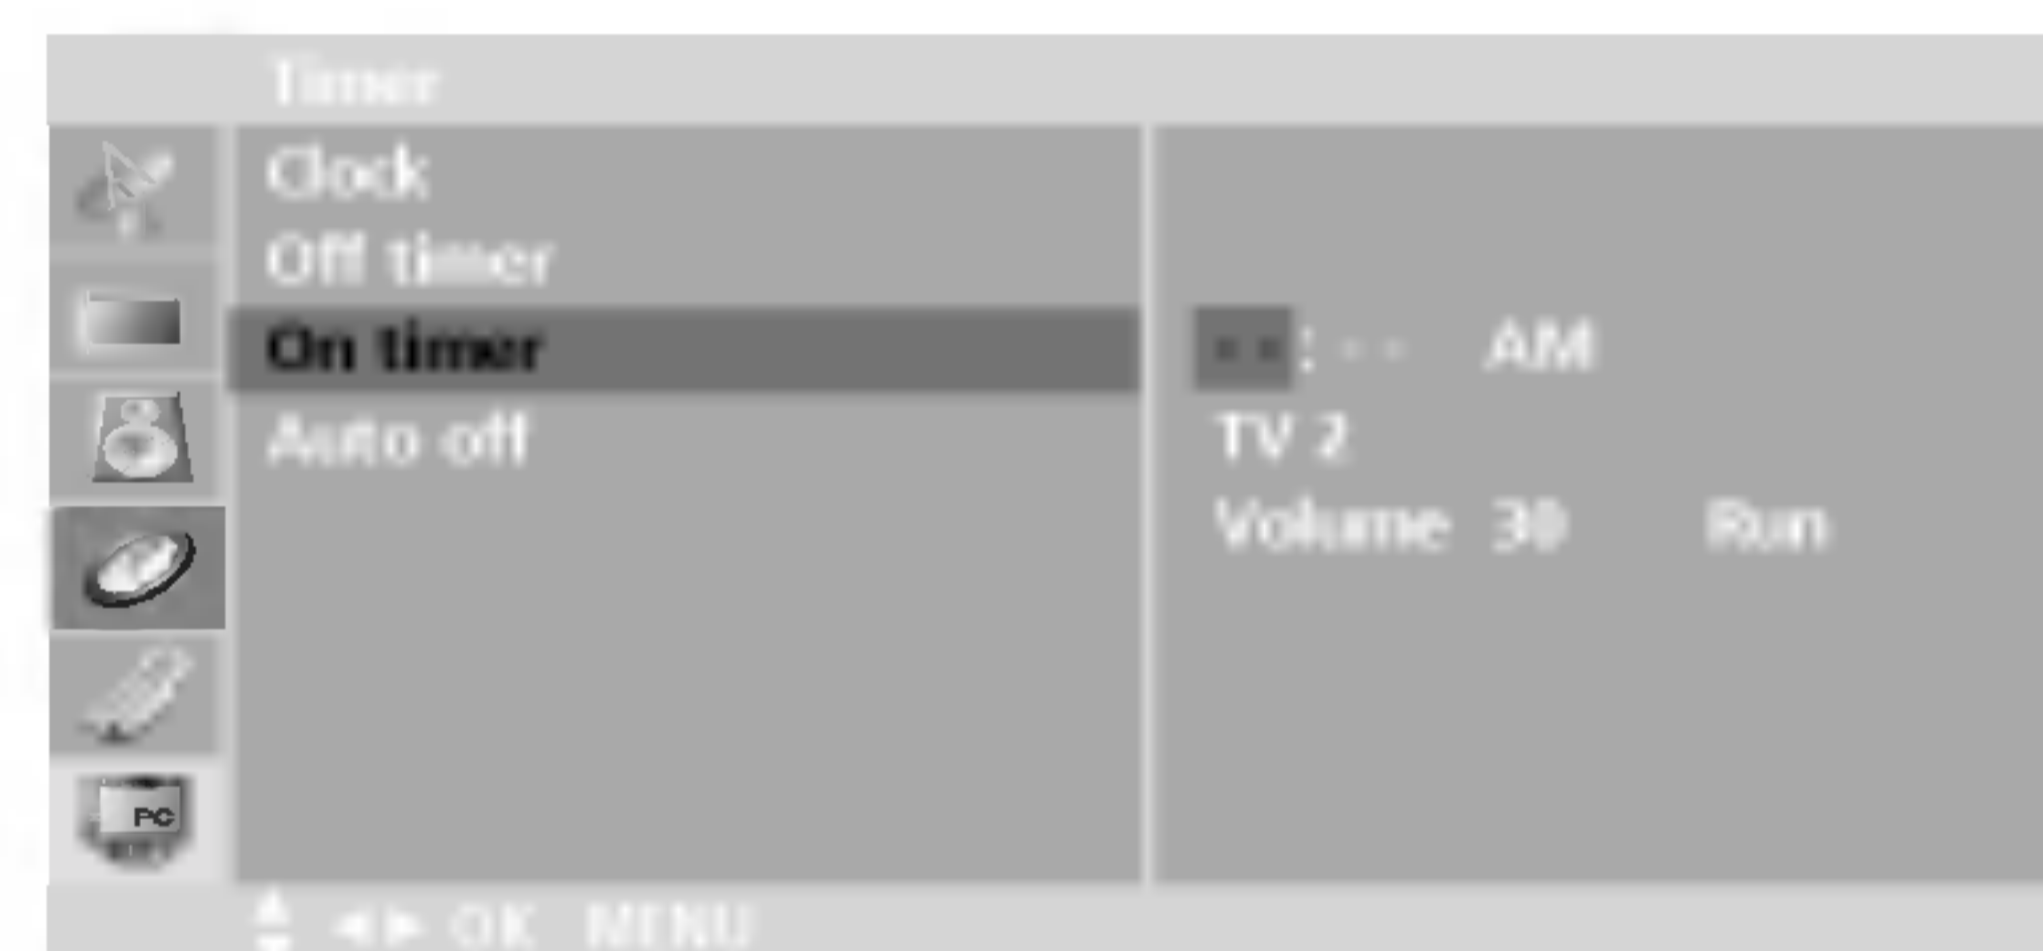 Timer
Clock
Off timer
On timer - - : - - AM
Auto off TV 2
Volume 30 Run
PC
OK MENU